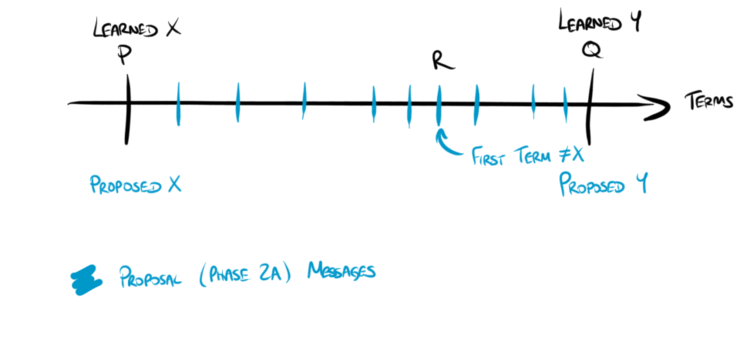 LEARNED X
P
LEARNED Y
Q
R
TERMS
FIRST TERM ≠X
PROPOSED X
PROPOSED Y
PROPOSAL (PHASE 2A) MESSAGES